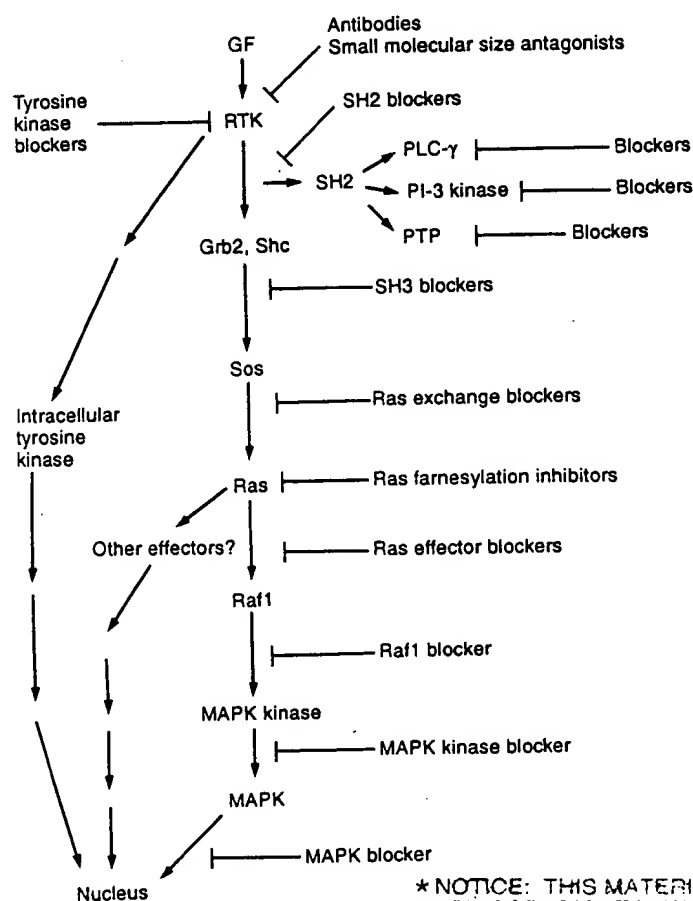 Antibodies
Small molecular size antagonists
GF
Tyrosine
kinase
blockers
RTK
SH2 blockers
PLC-γ
Blockers
SH2
PI-3 kinase
Blockers
PTP
Blockers
Grb2, Shc
SH3 blockers
Sos
Ras exchange blockers
Intracellular
tyrosine
kinase
Ras
Ras farnesylation inhibitors
Other effectors?
Ras effector blockers
Raf1
Raf1 blocker
MAPK kinase
MAPK kinase blocker
MAPK
MAPK blocker
Nucleus
* NOTICE: THIS MATERI